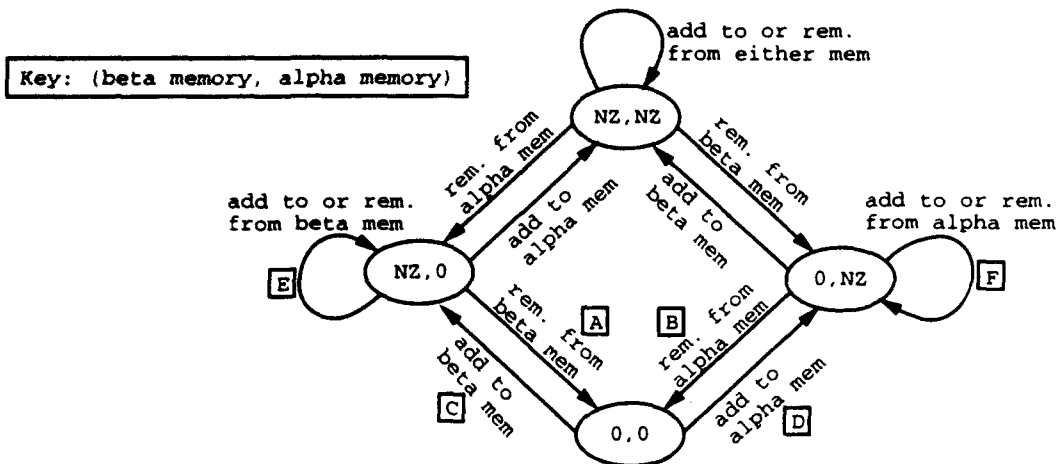 add to or rem.
from either mem
Key: (beta memory, alpha memory)
NZ,NZ
rem. from
alpha mem
rem. from
beta mem
add to
alpha mem
add to
beta mem
add to or rem.
from beta mem
add to or rem.
from alpha mem
E
NZ,0
0,NZ
F
rem. from
beta mem
A
B
rem. from
alpha mem
add to
beta mem
C
add to
alpha mem
D
0,0